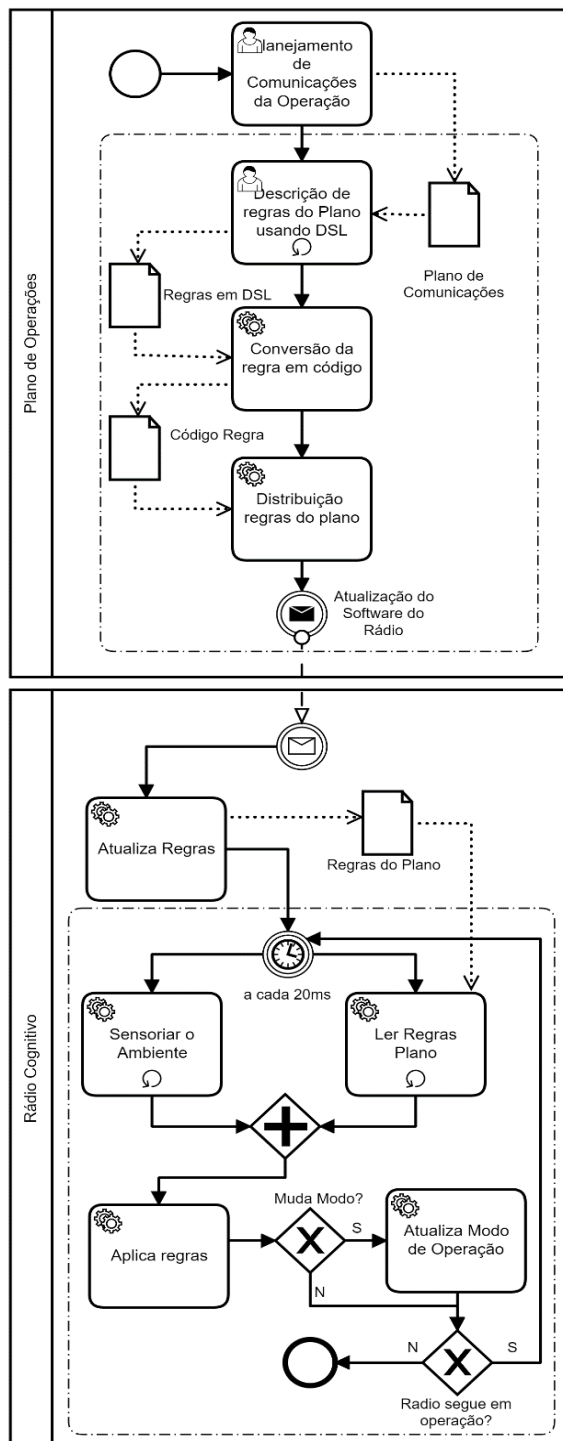 Plano de Operações
Planejamento
de
Comunicações
da Operação
Descrição de
regras do Plano
usando DSL
Plano de
Comunicações
Regras em DSL
Conversão da
regra em código
Código Regra
Distribuição
regras do plano
Atualização do
Software do
Rádio
Rádio Cognitivo
Atualiza Regras
Regras do Plano
a cada 20ms
Sensoriar o
Ambiente
Ler Regras
Plano
Aplica regras
Muda Modo?
S
N
Atualiza Modo
de Operação
N
S
Radio segue em
operação?